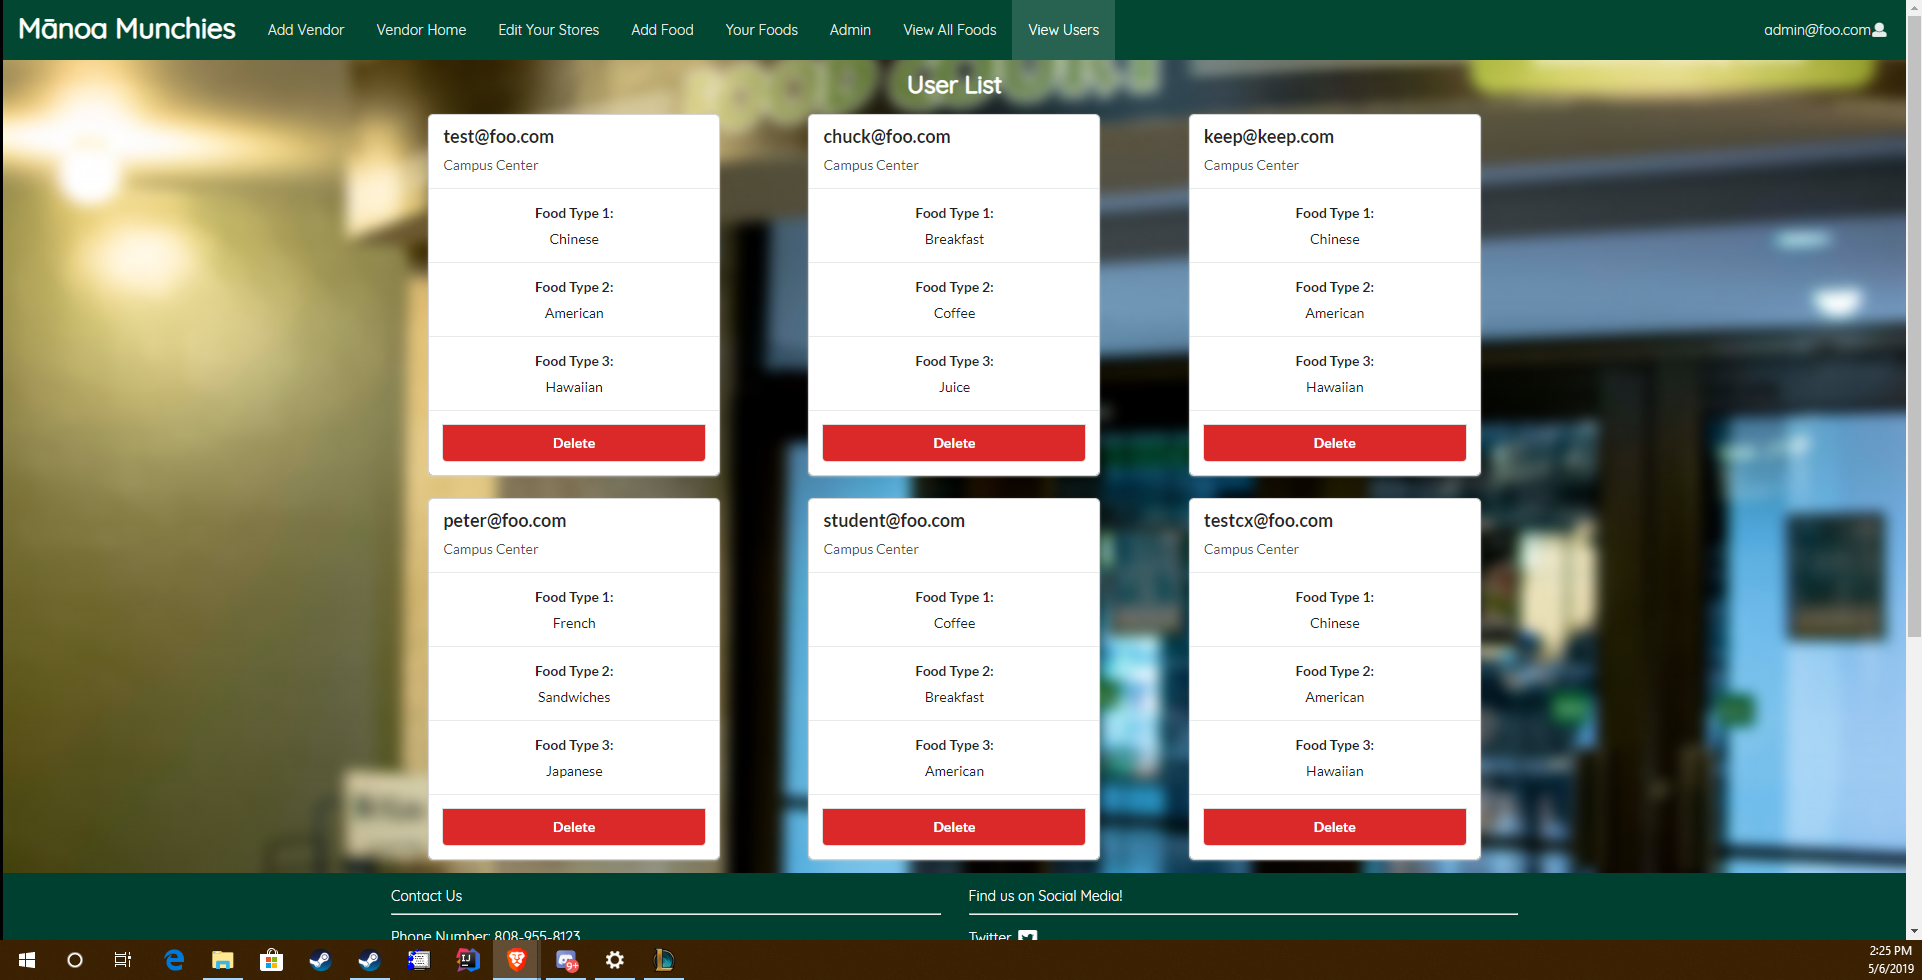 Mānoa Munchies Add Vendor Vendor Home Edit Your Stores Add Food Your Foods Admin View All Foods View Users admin@foo.com
User List
test@foo.com
Campus Center
Food Type 1:
Chinese
Food Type 2:
American
Food Type 3:
Hawaiian
Delete
chuck@foo.com
Campus Center
Food Type 1:
Breakfast
Food Type 2:
Coffee
Food Type 3:
Juice
Delete
keep@keep.com
Campus Center
Food Type 1:
Chinese
Food Type 2:
American
Food Type 3:
Hawaiian
Delete
peter@foo.com
Campus Center
Food Type 1:
French
Food Type 2:
Sandwiches
Food Type 3:
Japanese
Delete
student@foo.com
Campus Center
Food Type 1:
Coffee
Food Type 2:
Breakfast
Food Type 3:
American
Delete
testcx@foo.com
Campus Center
Food Type 1:
Chinese
Food Type 2:
American
Food Type 3:
Hawaiian
Delete
Contact Us
Phone Number: 808-955-8123
Find us on Social Media!
Twitter
IJ
9+
2:25 PM
5/6/2019